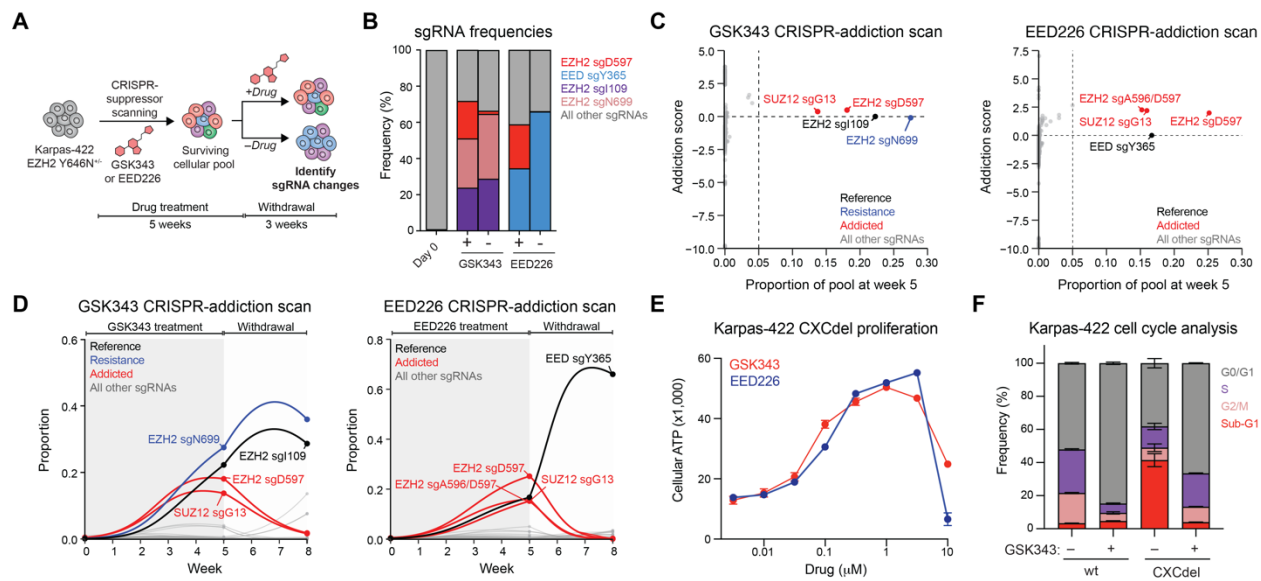 A
CRISPR-
suppressor
scanning
+Drug
–Drug
Karpas-422
EZH2 Y646N+/-
GSK343
or EED226
Surviving
cellular pool
Identify
sgRNA changes
Drug treatment
5 weeks
Withdrawal
3 weeks
B
sgRNA frequencies
Frequency (%)
100
80
60
40
20
0
EZH2 sgD597
EED sgY365
EZH2 sgI109
EZH2 sgN699
All other sgRNAs
Day 0
+ – + –
GSK343 EED226
C
GSK343 CRISPR-addiction scan
Addiction score
5.0
2.5
0.0
−2.5
−5.0
−7.5
−10.0
SUZ12 sgG13
EZH2 sgD597
EZH2 sgI109
EZH2 sgN699
Reference
Resistance
Addicted
All other sgRNAs
0.00 0.05 0.10 0.15 0.20 0.25 0.30
Proportion of pool at week 5
EED226 CRISPR-addiction scan
Addiction score
7.5
5.0
2.5
0.0
−2.5
−5.0
−7.5
−10.0
EZH2 sgA596/D597
SUZ12 sgG13
EZH2 sgD597
EED sgY365
Reference
Addicted
All other sgRNAs
0.00 0.05 0.10 0.15 0.20 0.25 0.30
Proportion of pool at week 5
D
GSK343 CRISPR-addiction scan
GSK343 treatment Withdrawal
Proportion
0.6
0.4
0.2
0.0
Reference
Resistance
Addicted
All other sgRNAs
EZH2 sgN699
EZH2 sgI109
EZH2 sgD597
SUZ12 sgG13
0 1 2 3 4 5 6 7 8
Week
EED226 CRISPR-addiction scan
EED226 treatment Withdrawal
Proportion
0.8
0.6
0.4
0.2
0.0
Reference
Addicted
All other sgRNAs
EED sgY365
EZH2 sgD597
EZH2 sgA596/D597
SUZ12 sgG13
0 1 2 3 4 5 6 7 8
Week
E
Karpas-422 CXCdel proliferation
Cellular ATP (x1,000)
60
40
20
0
GSK343
EED226
0.01 0.1 1 10
Drug (μM)
F
Karpas-422 cell cycle analysis
Frequency (%)
100
80
60
40
20
0
G0/G1
S
G2/M
Sub-G1
GSK343: – + – +
wt CXCdel